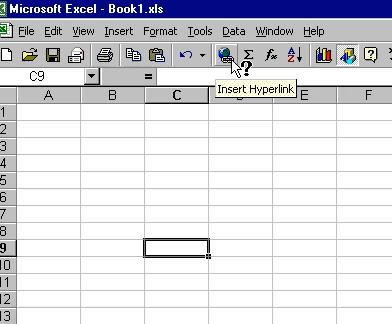 Microsoft Excel - Book1.xls
File Edit View Insert Format Tools Data Window Help
Σ fx A Z ?
C9 =
Insert Hyperlink
A B C D E F
1
2
3
4
5
6
7
8
9
10
11
12
13